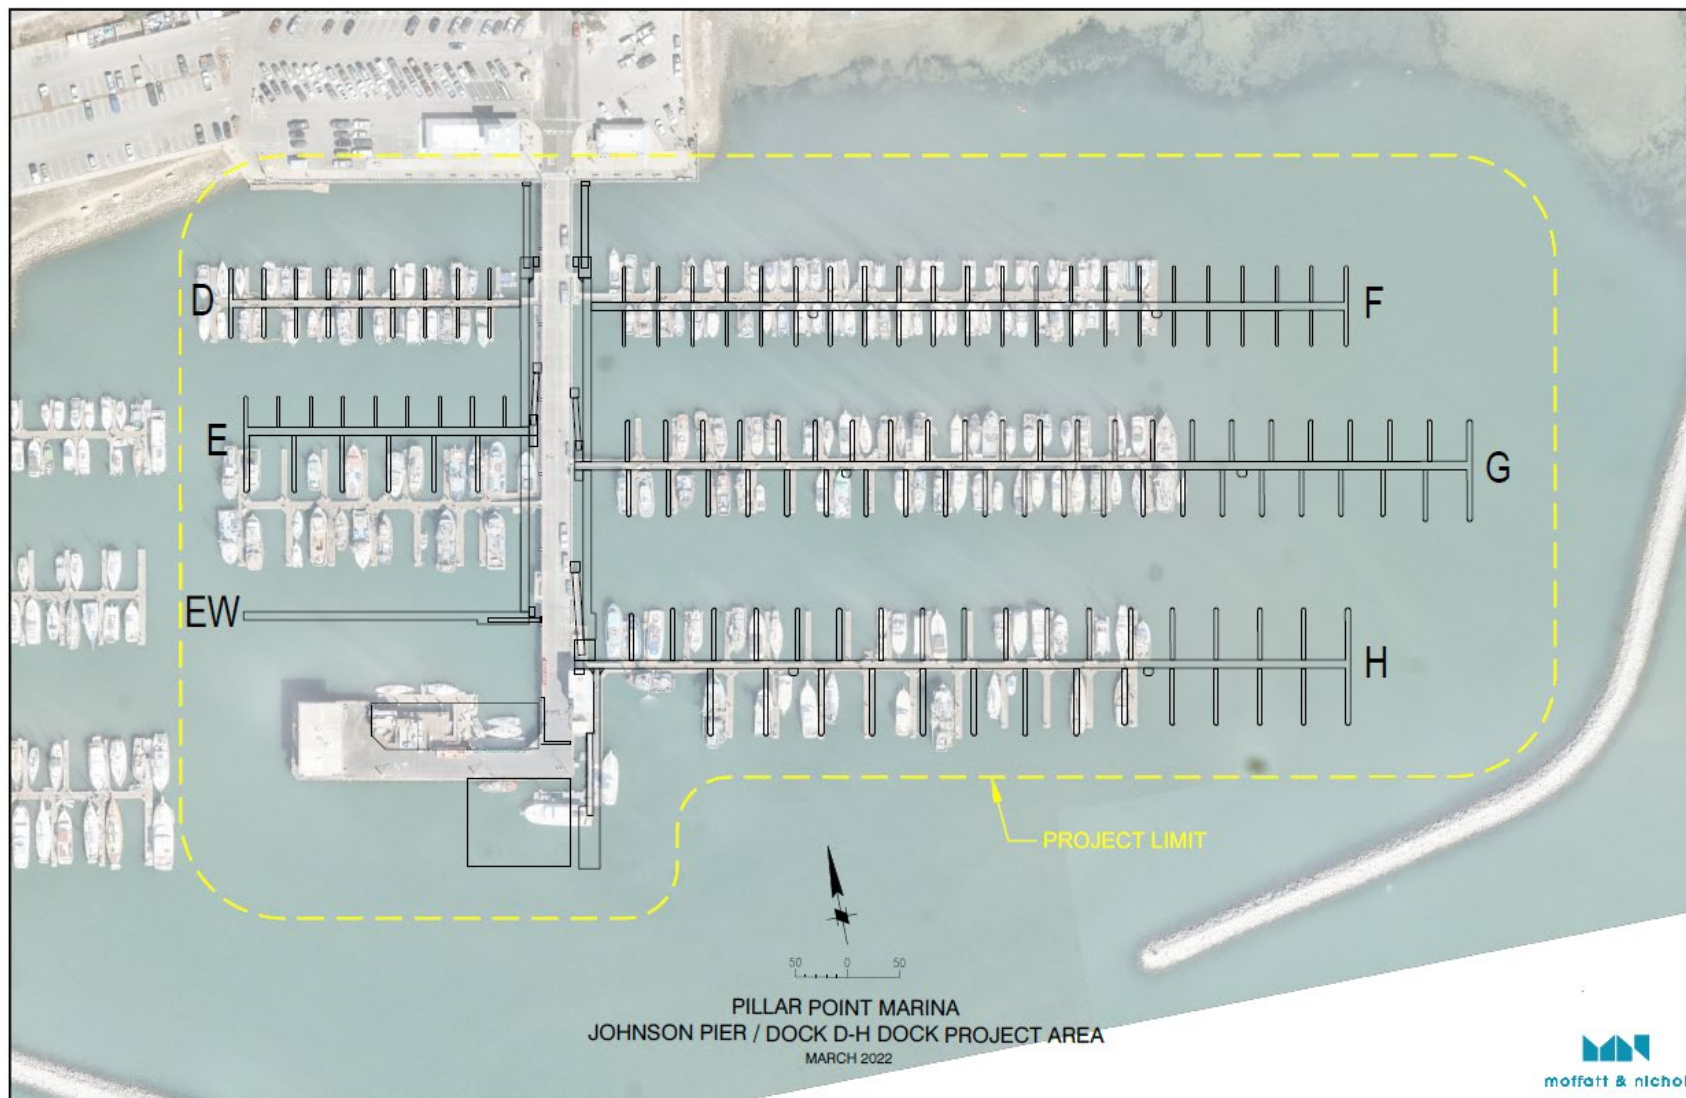 D
F
E
G
EW
H
PROJECT LIMIT
50 0 50
PILLAR POINT MARINA
JOHNSON PIER / DOCK D-H DOCK PROJECT AREA
MARCH 2022
moffatt & nichol